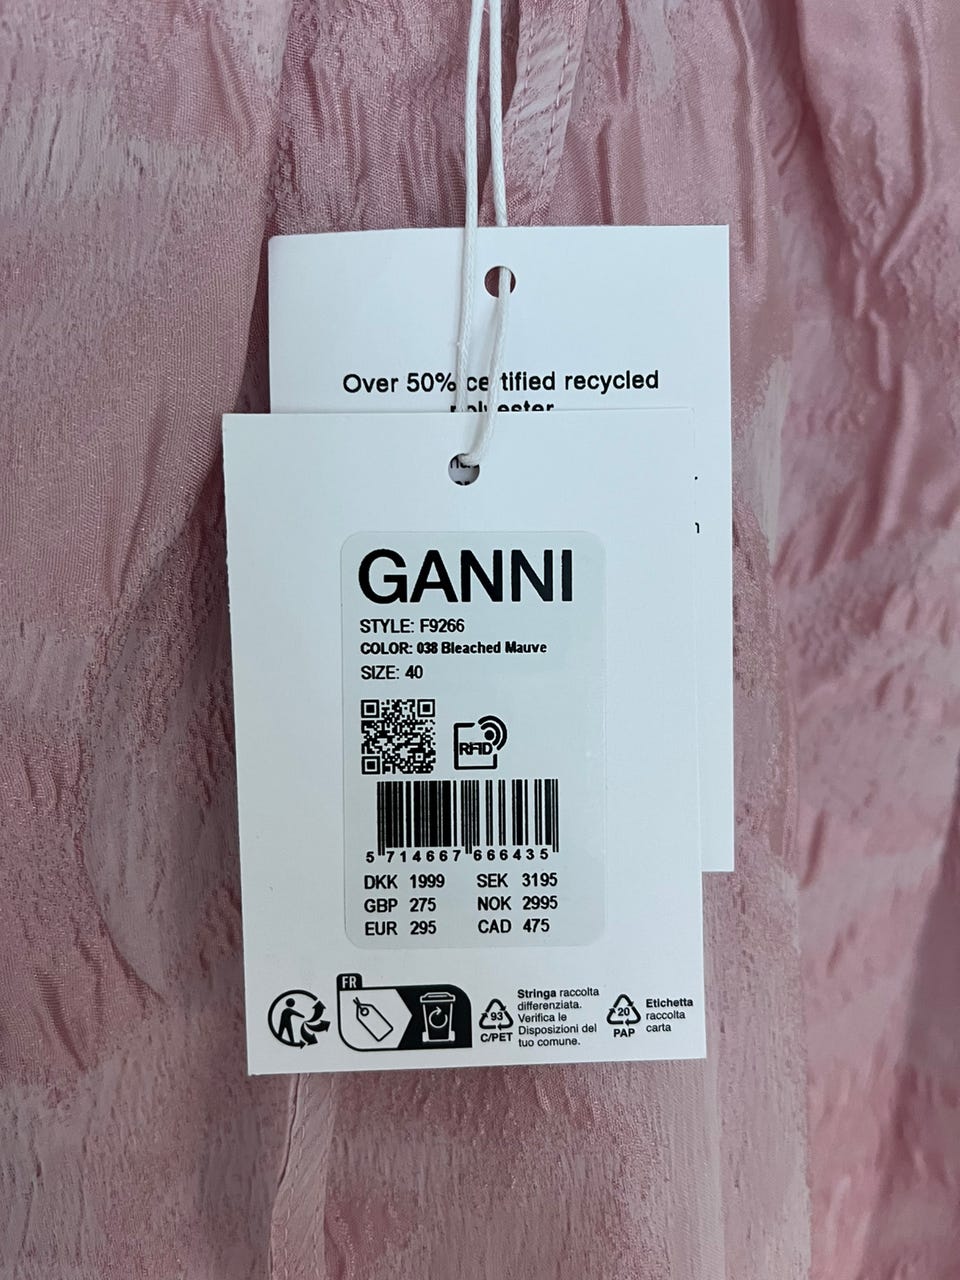 Over 50% certified recycled
polyester
GANNI
STYLE: F9266
COLOR: 038 Bleached Mauve
SIZE: 40
RFID
5 714667 666435
DKK 1999 SEK 3195
GBP 275 NOK 2995
EUR 295 CAD 475
FR
93
C/PET
Stringa raccolta
differenziata.
Verifica le
Disposizioni del
tuo comune.
20
PAP
Etichetta
raccolta
carta